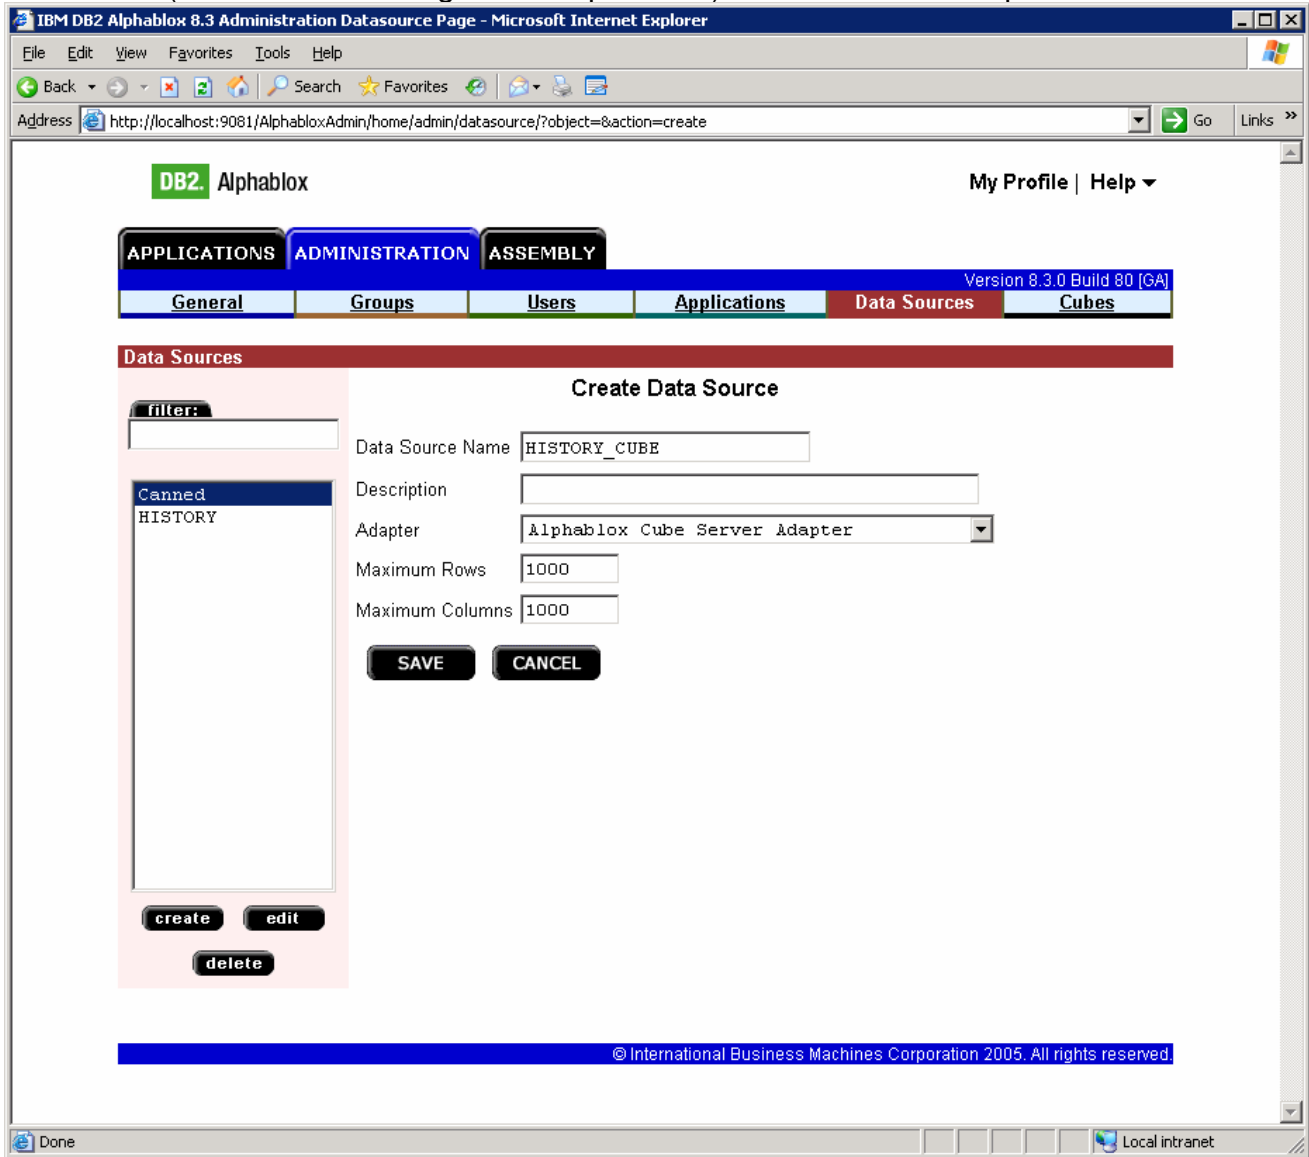 IBM DB2 Alphablox 8.3 Administration Datasource Page - Microsoft Internet Explorer
File Edit View Favorites Tools Help
Back Search Favorites
Address http://localhost:9081/AlphabloxAdmin/home/admin/datasource/?object=&action=create Go Links »
DB2. Alphablox My Profile | Help
APPLICATIONS ADMINISTRATION ASSEMBLY
Version 8.3.0 Build 80 [GA]
General Groups Users Applications Data Sources Cubes
Data Sources
Create Data Source
filter:
Data Source Name HISTORY_CUBE
Canned
HISTORY
Description
Adapter Alphablox Cube Server Adapter
Maximum Rows 1000
Maximum Columns 1000
SAVE CANCEL
create edit
delete
© International Business Machines Corporation 2005. All rights reserved.
Done Local intranet